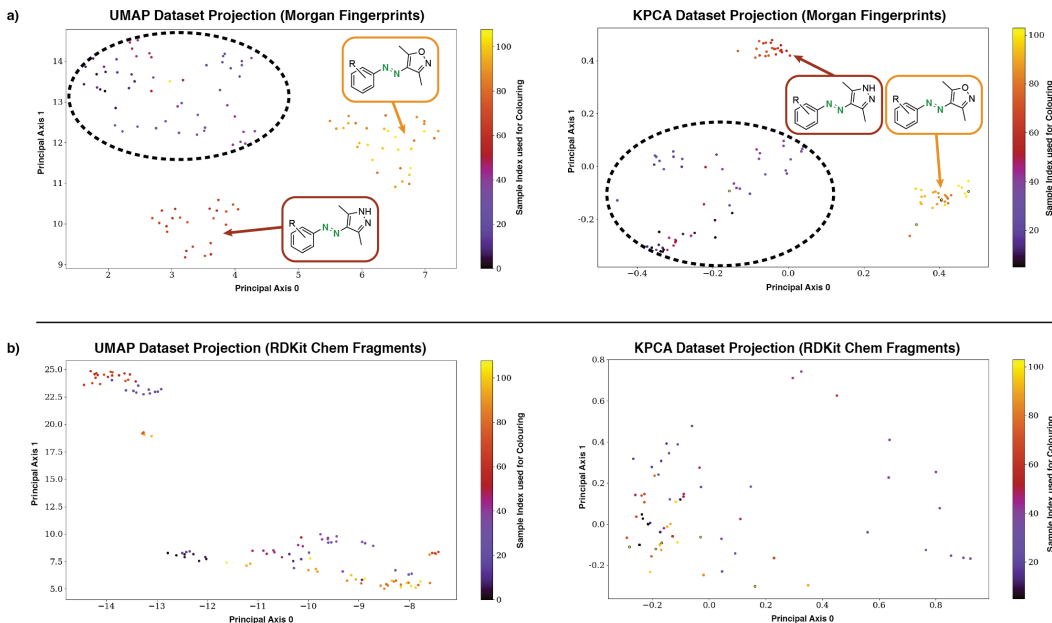 a)
UMAP Dataset Projection (Morgan Fingerprints)
14
13
12
11
10
9
2
3
4
5
6
7
Principal Axis 1
Principal Axis 0
R
N
N
O
N
R
N
N
NH
N
100
80
60
40
20
0
Sample Index used for Colouring
KPCA Dataset Projection (Morgan Fingerprints)
0.4
0.2
0.0
−0.2
−0.4
−0.2
0.0
0.2
0.4
Principal Axis 1
Principal Axis 0
R
N
N
NH
N
R
N
N
O
N
100
80
60
40
20
Sample Index used for Colouring
b)
UMAP Dataset Projection (RDKit Chem Fragments)
25.0
22.5
20.0
17.5
15.0
12.5
10.0
7.5
5.0
−14
−13
−12
−11
−10
−9
−8
Principal Axis 1
Principal Axis 0
100
80
60
40
20
0
Sample Index used for Colouring
KPCA Dataset Projection (RDKit Chem Fragments)
0.8
0.6
0.4
0.2
0.0
−0.2
−0.2
0.0
0.2
0.4
0.6
0.8
Principal Axis 1
Principal Axis 0
100
80
60
40
20
Sample Index used for Colouring